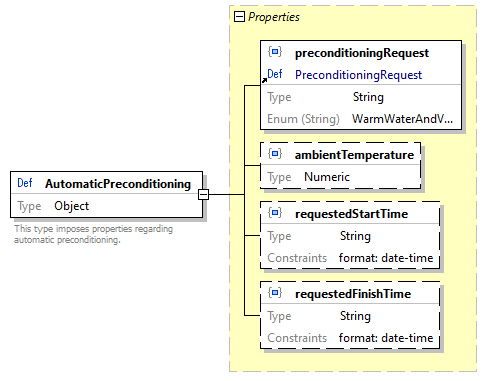 Properties
preconditioningRequest
Def PreconditioningRequest
Type String
Enum (String) WarmWaterAndV...
ambientTemperature
Type Numeric
Def AutomaticPreconditioning
Type Object
This type imposes properties regarding
automatic preconditioning.
requestedStartTime
Type String
Constraints format: date-time
requestedFinishTime
Type String
Constraints format: date-time